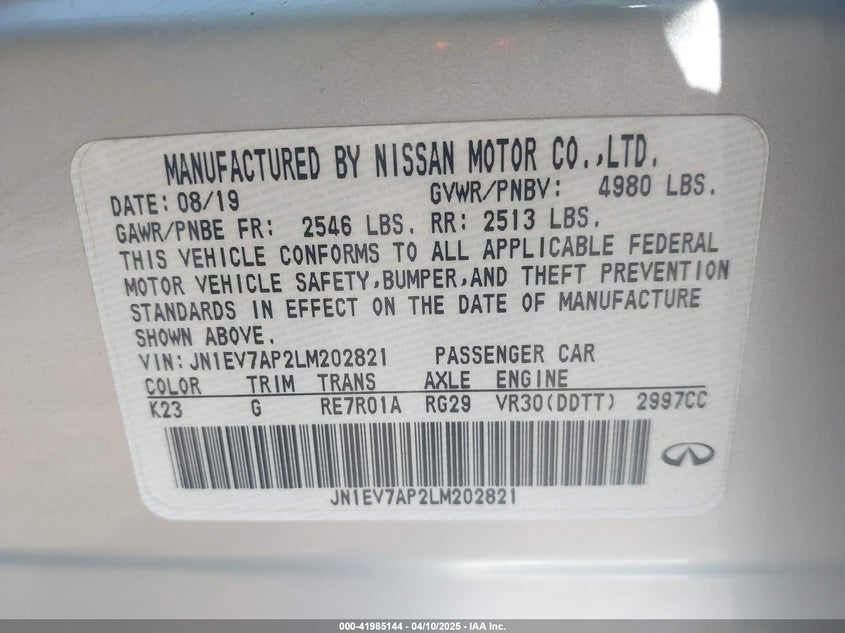 MANUFACTURED BY NISSAN MOTOR CO.,LTD.
DATE: 08/19 GVWR/PNBV: 4980 LBS.
GAWR/PNBE FR: 2546 LBS. RR: 2513 LBS.
THIS VEHICLE CONFORMS TO ALL APPLICABLE FEDERAL
MOTOR VEHICLE SAFETY,BUMPER,AND THEFT PREVENTION
STANDARDS IN EFFECT ON THE DATE OF MANUFACTURE
SHOWN ABOVE.
VIN:JN1EV7AP2LM202821 PASSENGER CAR
COLOR TRIM TRANS AXLE ENGINE
K23 G RE7R01A RG29 VR30(DDTT) 2997CC
JN1EV7AP2LM202821
000-41985144 - 04/10/2025 - IAA Inc.